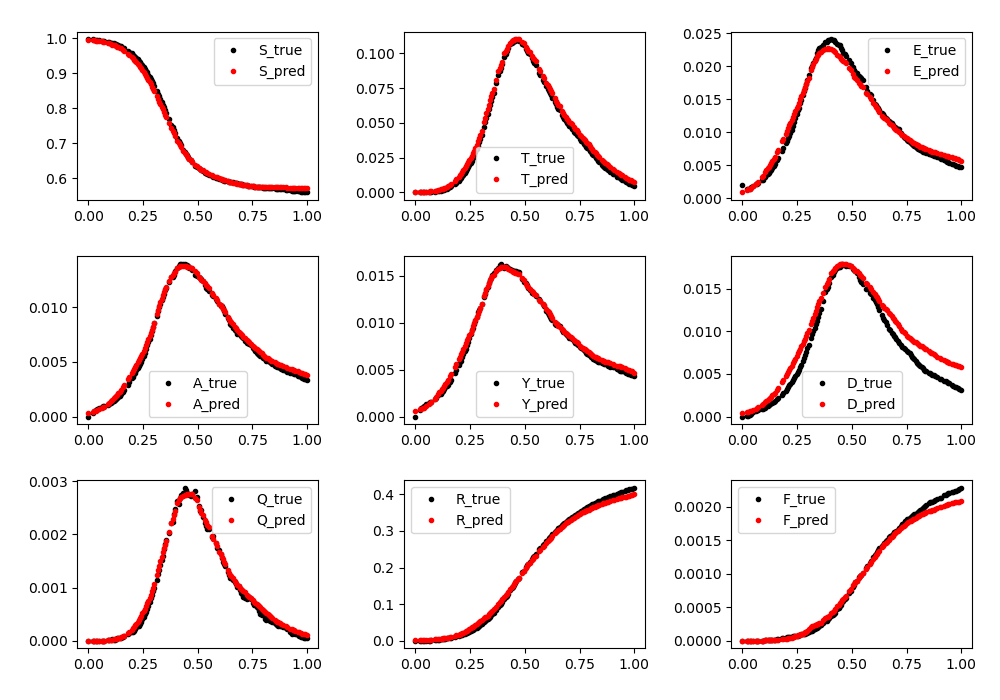 1.0
0.9
0.8
0.7
0.6
0.00 0.25 0.50 0.75 1.00
S_true
S_pred
0.100
0.075
0.050
0.025
0.000
0.00 0.25 0.50 0.75 1.00
T_true
T_pred
0.025
0.020
0.015
0.010
0.005
0.000
0.00 0.25 0.50 0.75 1.00
E_true
E_pred
0.010
0.005
0.000
0.00 0.25 0.50 0.75 1.00
A_true
A_pred
0.015
0.010
0.005
0.000
0.00 0.25 0.50 0.75 1.00
Y_true
Y_pred
0.015
0.010
0.005
0.000
0.00 0.25 0.50 0.75 1.00
D_true
D_pred
0.003
0.002
0.001
0.000
0.00 0.25 0.50 0.75 1.00
Q_true
Q_pred
0.4
0.3
0.2
0.1
0.0
0.00 0.25 0.50 0.75 1.00
R_true
R_pred
0.0020
0.0015
0.0010
0.0005
0.0000
0.00 0.25 0.50 0.75 1.00
F_true
F_pred